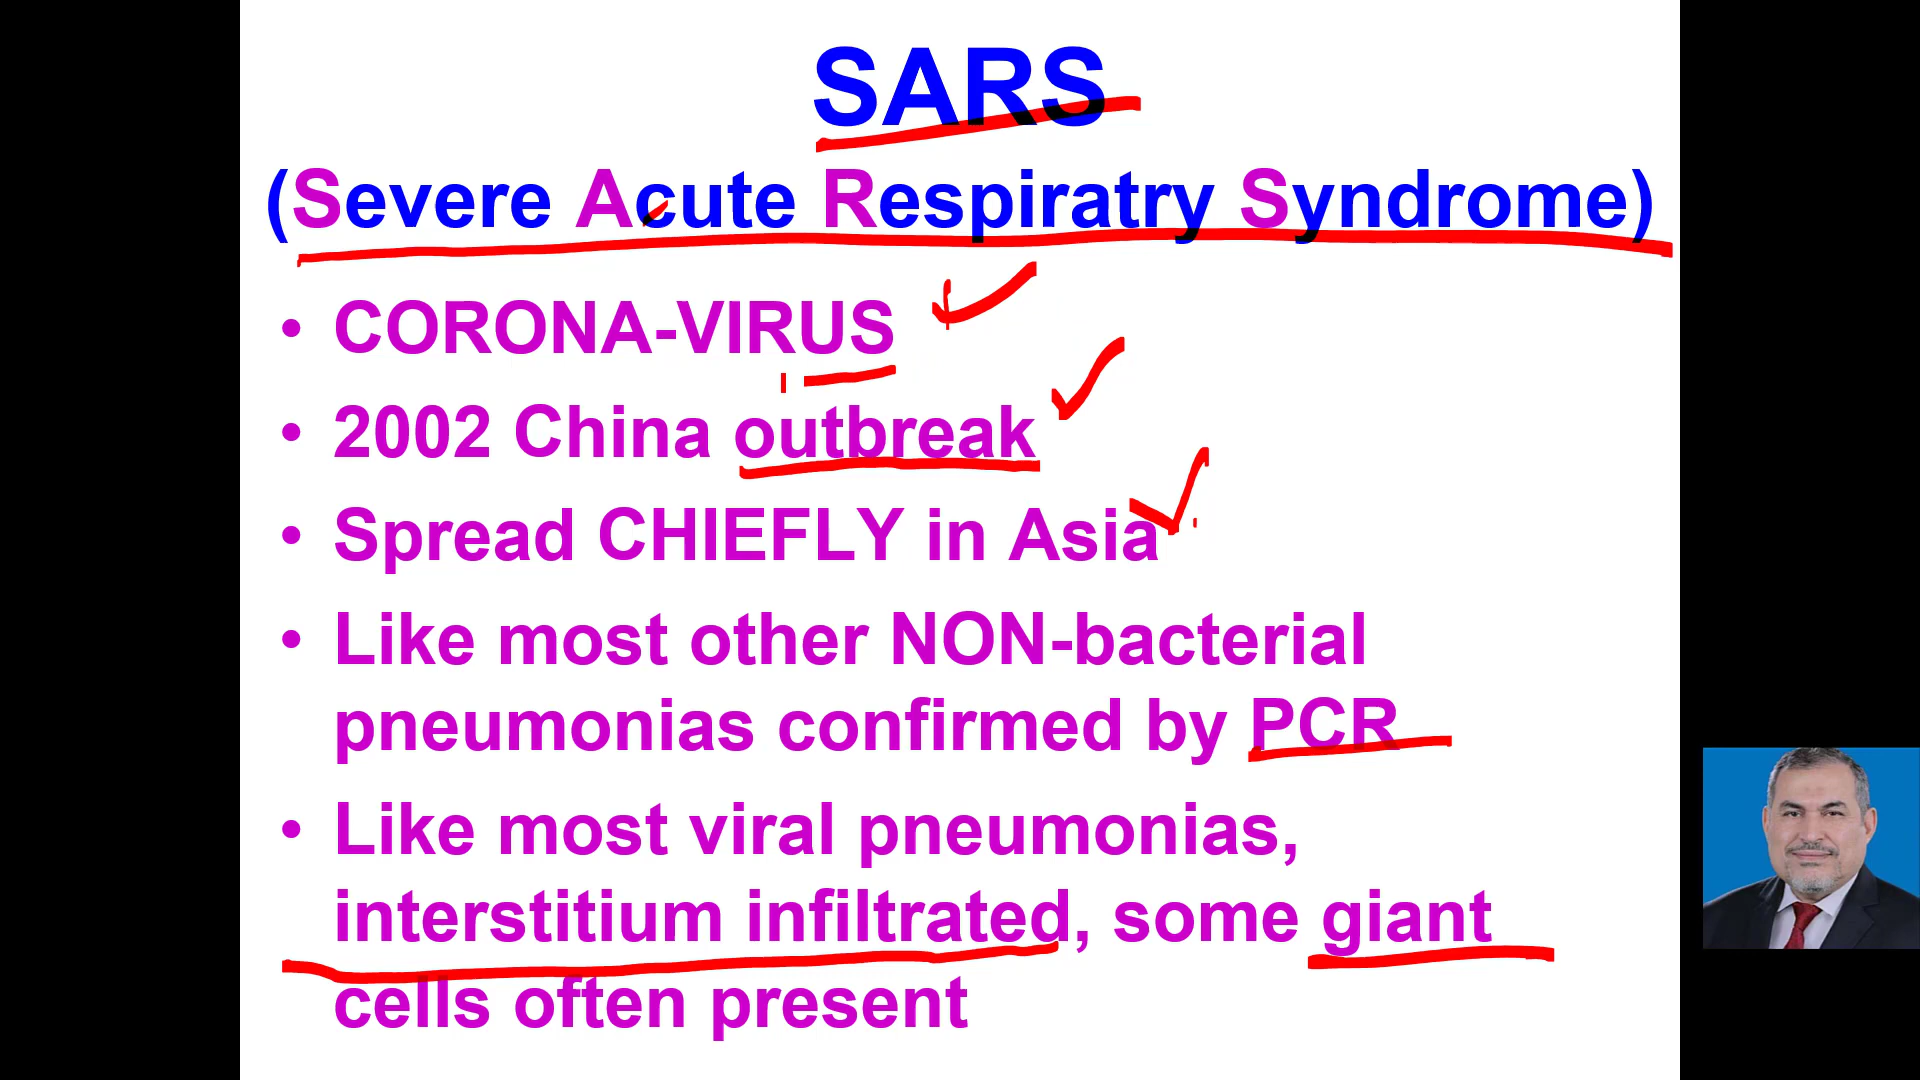 SARS
(Severe Acute Respiratry Syndrome)
• CORONA-VIRUS
• 2002 China outbreak
• Spread CHIEFLY in Asia
• Like most other NON-bacterial
pneumonias confirmed by PCR
• Like most viral pneumonias,
interstitium infiltrated, some giant
cells often present